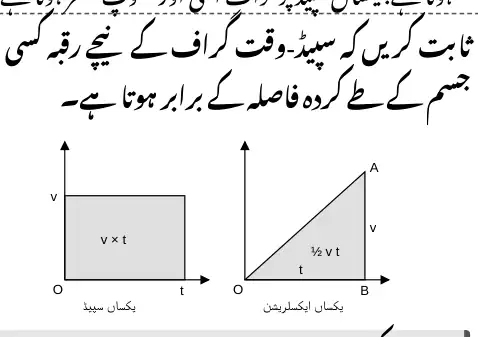 ثابت کریں کہ سپیڈ-وقت گراف کے نیچے رقبہ کسی
جسم کے طے کردہ فاصلہ کے برابر ہوتا ہے۔
A
v
v
v × t
½ v t
t
O
t
O
B
یکساں سپیڈ
یکساں ایکسلریشن